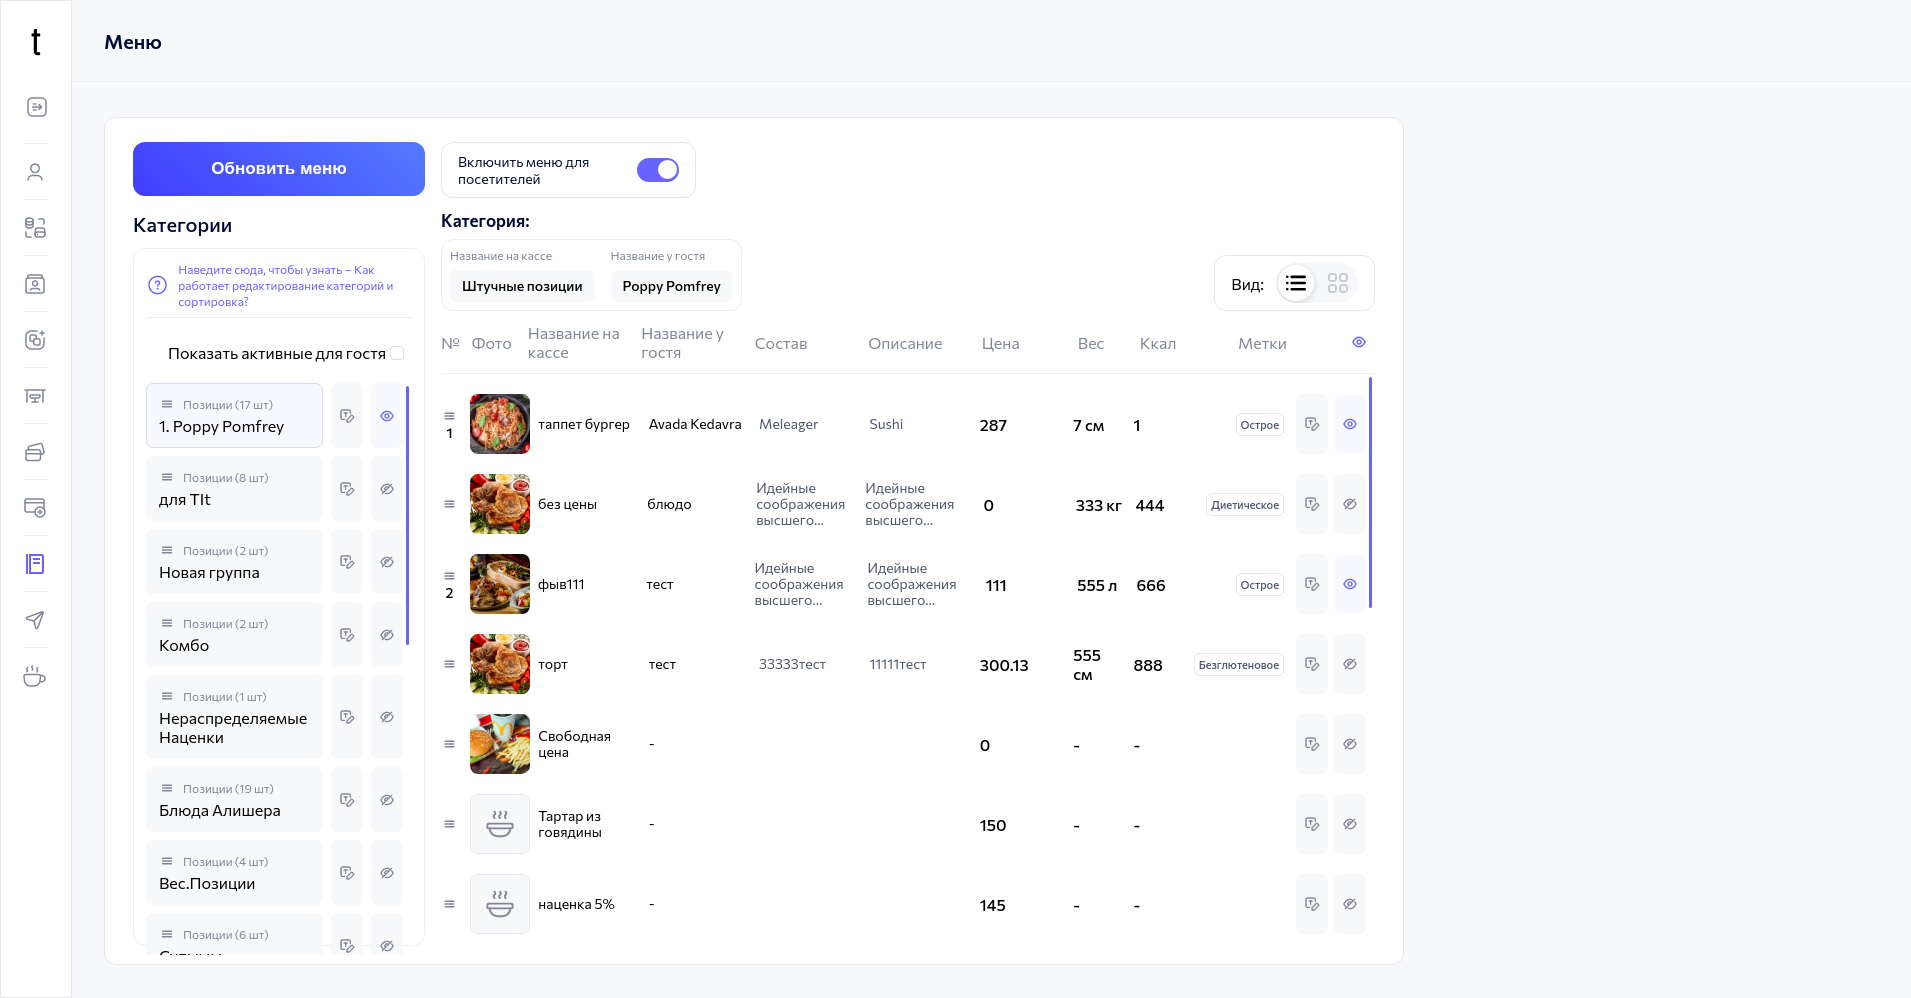 t
Меню
Обновить меню
Включить меню для
посетителей
Категории
Наведите сюда, чтобы узнать – Как
работает редактирование категорий и
сортировка?
Показать активные для гостя
Позиции (17 шт)
1. Poppy Pomfrey
Позиции (8 шт)
для TIt
Позиции (2 шт)
Новая группа
Позиции (2 шт)
Комбо
Позиции (1 шт)
Нераспределяемые
Наценки
Позиции (19 шт)
Блюда Алишера
Позиции (4 шт)
Вес.Позиции
Позиции (6 шт)
Категория:
Название на кассе
Название у гостя
Штучные позиции
Poppy Pomfrey
Вид:
№ Фото Название на кассе Название у гостя Состав Описание Цена Вес Ккал Метки
1 таппет бургер Avada Kedavra Meleager Sushi 287 7 см 1 Острое
без цены блюдо Идейные соображения высшего... Идейные соображения высшего... 0 333 кг 444 Диетическое
2 фыв111 тест Идейные соображения высшего... Идейные соображения высшего... 111 555 л 666 Острое
торт тест 33333тест 11111тест 300.13 555 см 888 Безглютеновое
Свободная цена - 0 - -
Тартар из говядины - 150 - -
наценка 5% - 145 - -